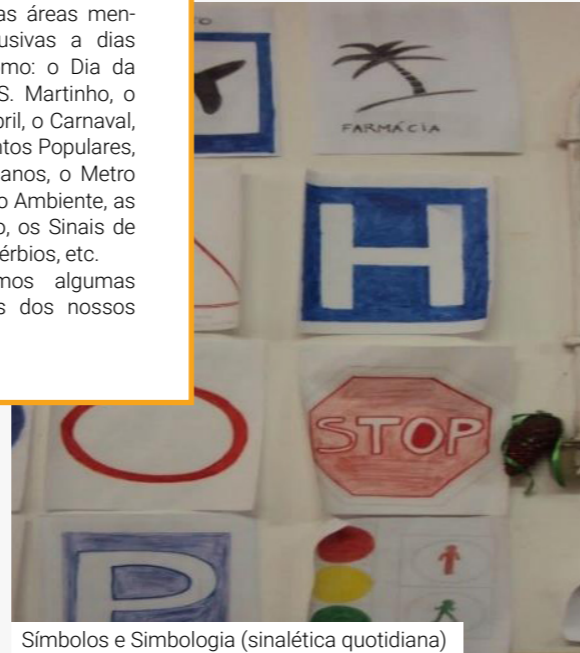 as áreas men-
usivas a dias
mo: o Dia da
S. Martinho, o
bril, o Carnaval,
ntos Populares,
anos, o Metro
o Ambiente, as
o, os Sinais de
érbios, etc.
mos algumas
s dos nossos
FARMÁCIA
H
STOP
P
Símbolos e Simbologia (sinalética quotidiana)